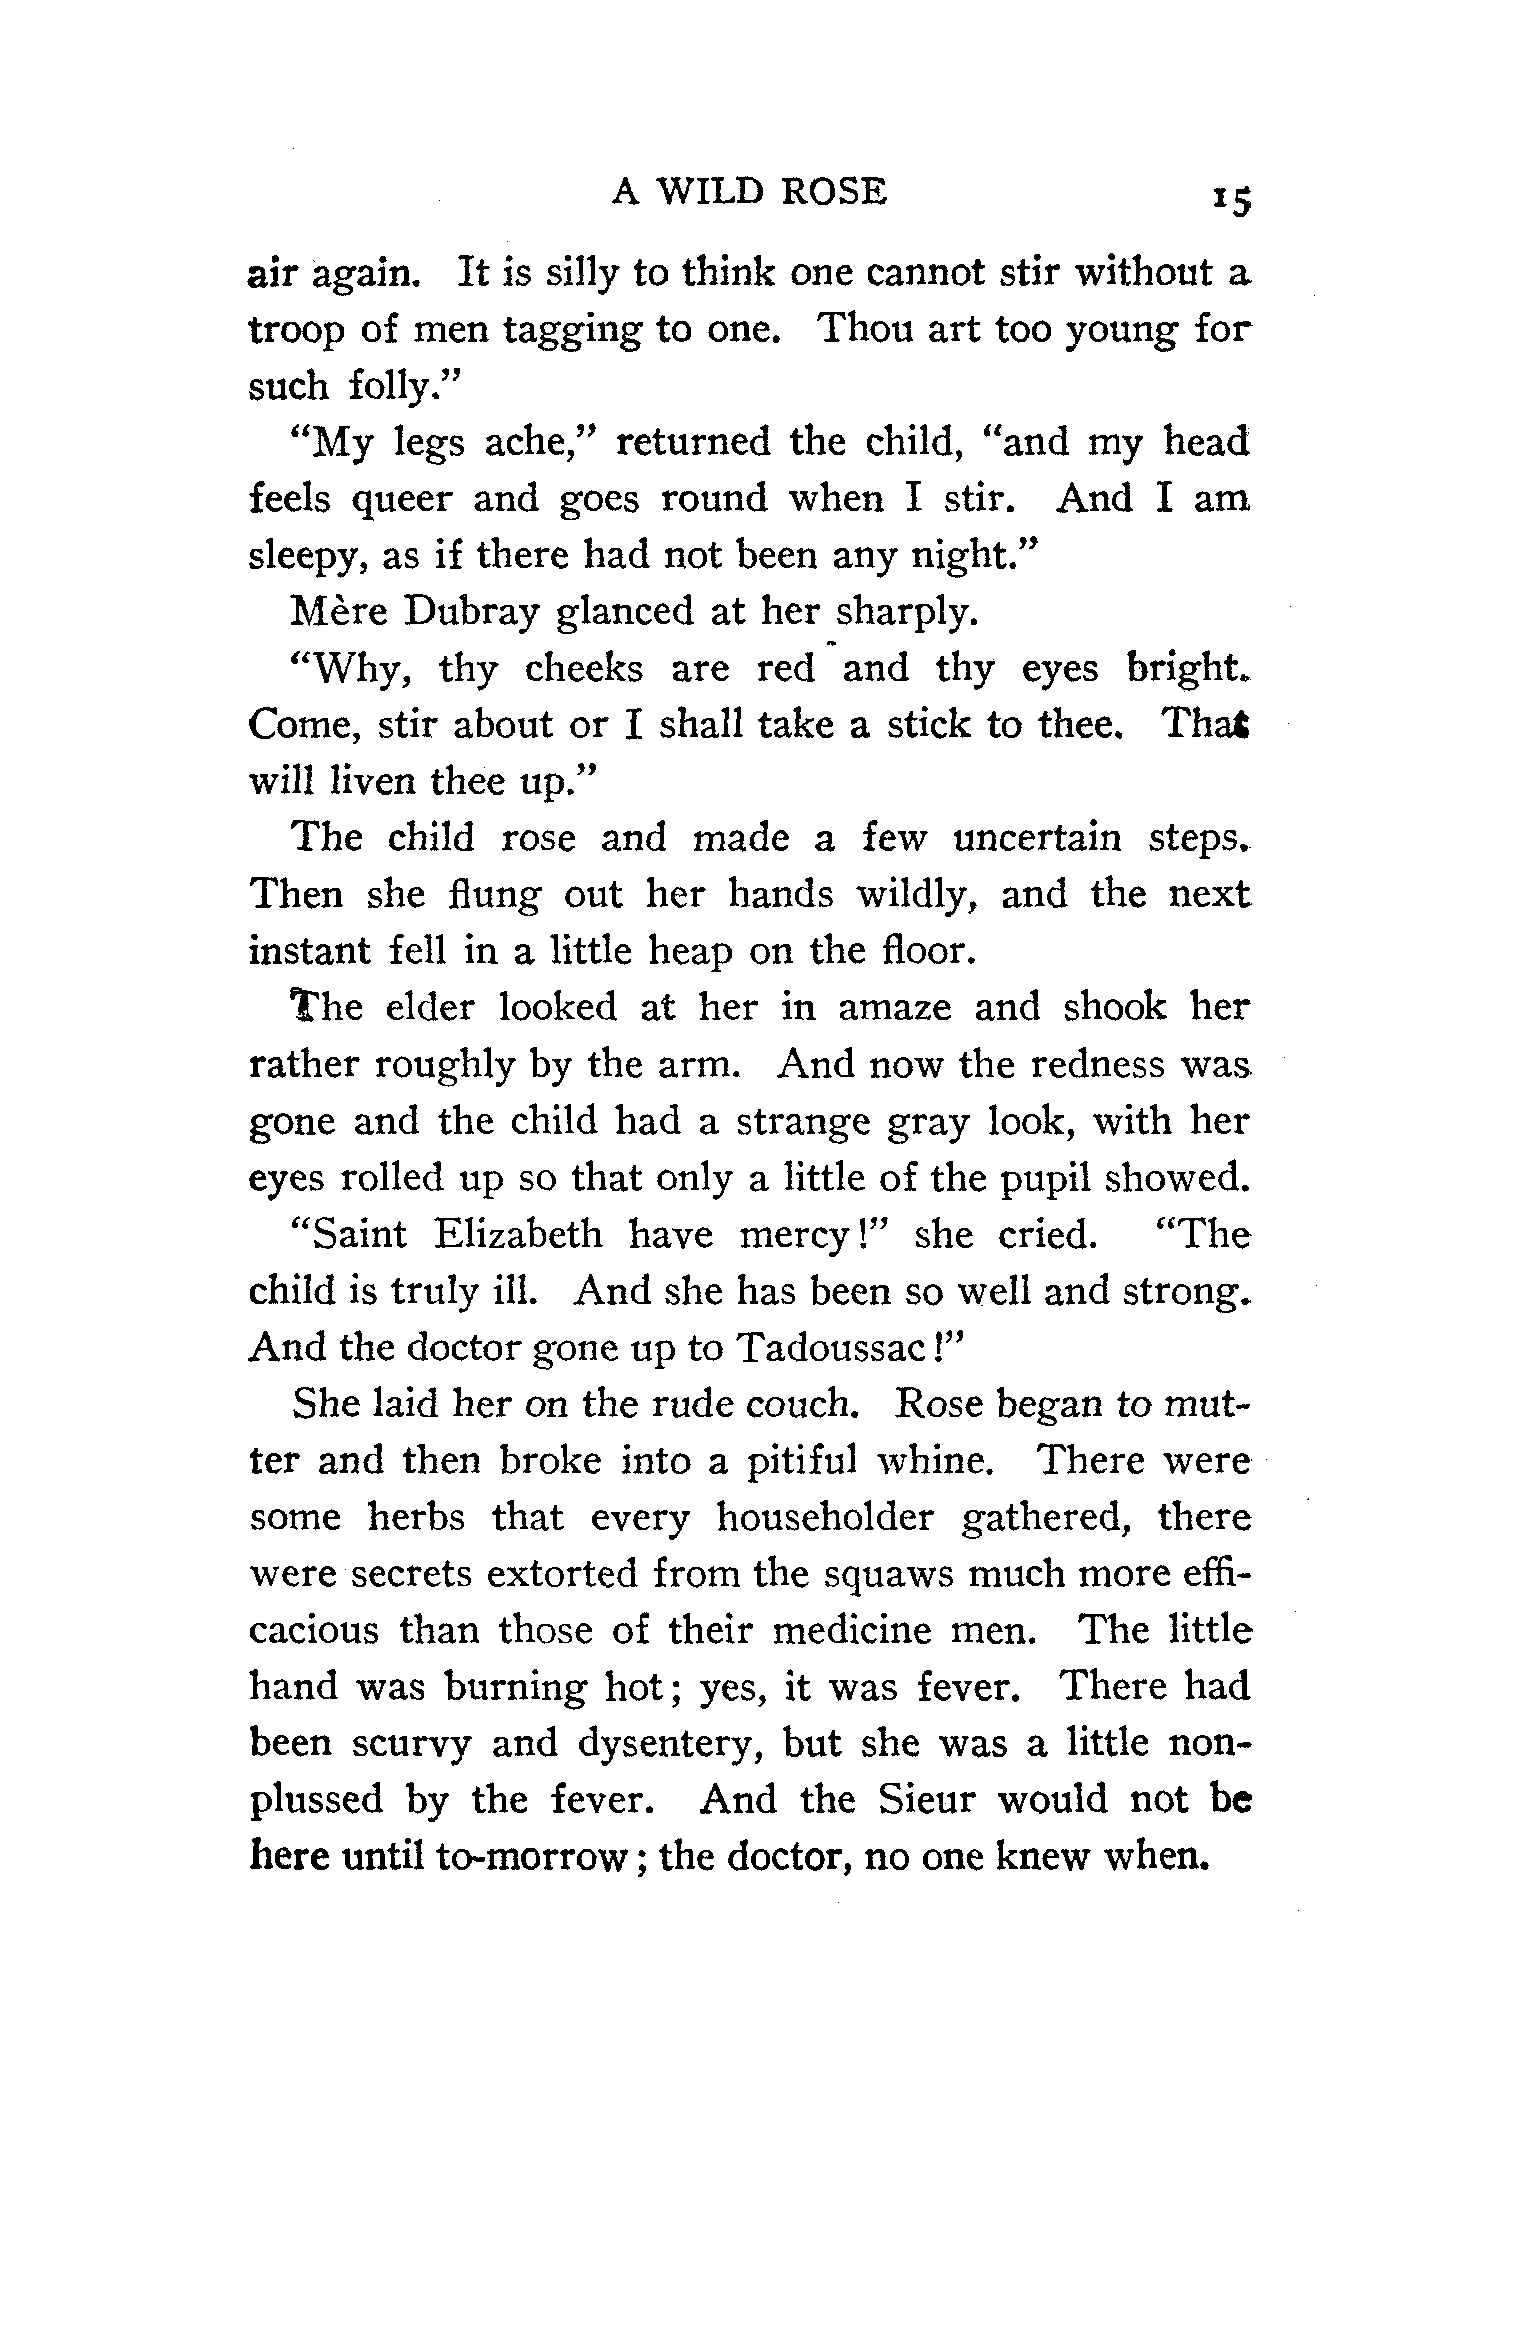 A WILD ROSE 15
air again. It is silly to think one cannot stir without a
troop of men tagging to one. Thou art too young for
such folly.”
“My legs ache,” returned the child, “and my head
feels queer and goes round when I stir. And I am
sleepy, as if there had not been any night.”
Mère Dubray glanced at her sharply.
“Why, thy cheeks are red and thy eyes bright.
Come, stir about or I shall take a stick to thee. That
will liven thee up.”
The child rose and made a few uncertain steps.
Then she flung out her hands wildly, and the next
instant fell in a little heap on the floor.
The elder looked at her in amaze and shook her
rather roughly by the arm. And now the redness was
gone and the child had a strange gray look, with her
eyes rolled up so that only a little of the pupil showed.
“Saint Elizabeth have mercy!” she cried. “The
child is truly ill. And she has been so well and strong.
And the doctor gone up to Tadoussac!”
She laid her on the rude couch. Rose began to mut-
ter and then broke into a pitiful whine. There were
some herbs that every householder gathered, there
were secrets extorted from the squaws much more effi-
cacious than those of their medicine men. The little
hand was burning hot; yes, it was fever. There had
been scurvy and dysentery, but she was a little non-
plussed by the fever. And the Sieur would not be
here until to-morrow; the doctor, no one knew when.